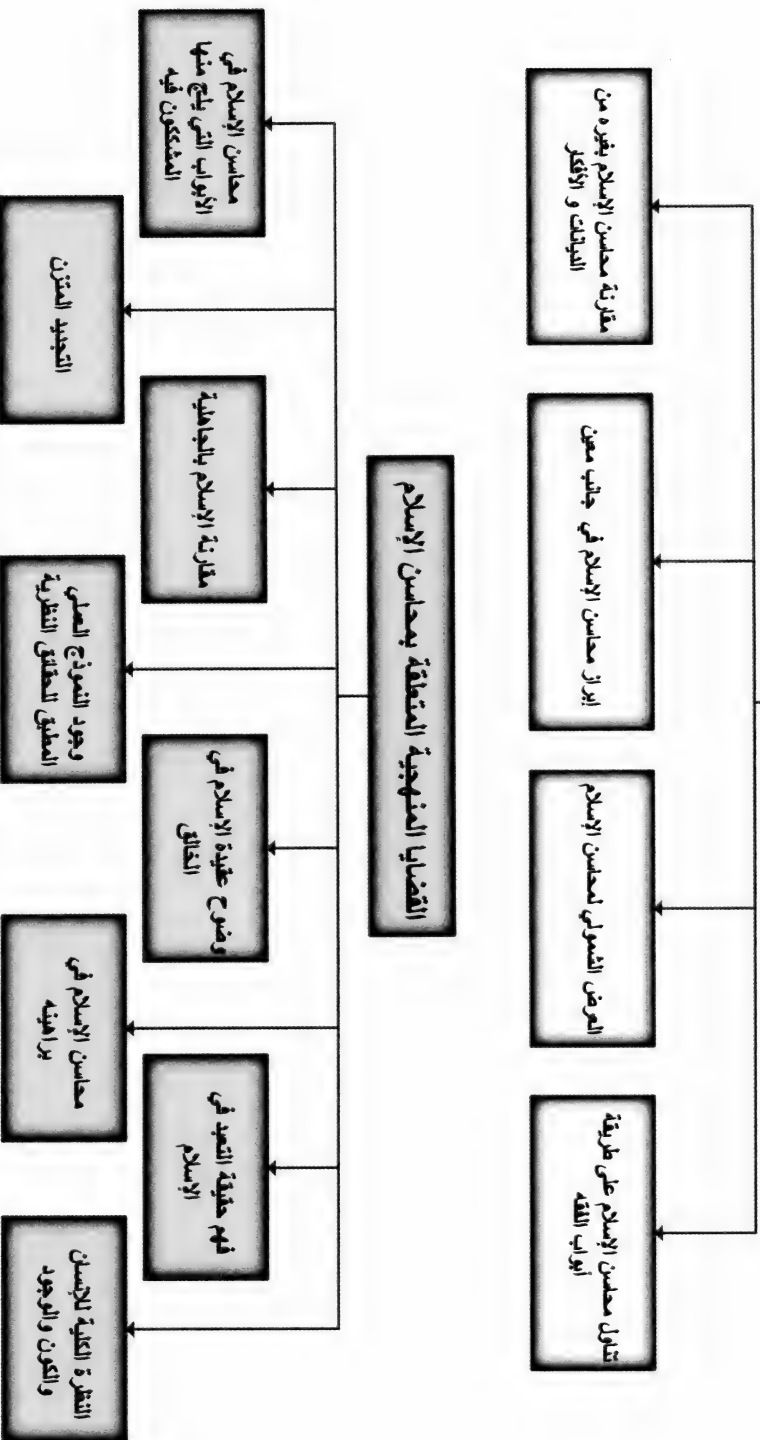 تناول محاسن الإسلام على طريقة
أبواب الفقه
العرض الشمولي لمحاسن الإسلام
إبراز محاسن الإسلام في جانب معين
مقارنة محاسن الإسلام بغيره من
الديانات و الأفكار
القضايا المنهجية المتعلقة بمحاسن الإسلام
فهم حقيقة التعبد في
الإسلام
وضوح عقيدة الإسلام في
الخالق
مقارنة الإسلام بالجاهلية
محاسن الإسلام في
الأبواب التي يلج منها
المشككون فيه
النظرة الكلية للإنسان
والكون والوجود
محاسن الإسلام في
براهينه
وجود النموذج العملي
المطبق للحقائق النظرية
التجديد المتزن